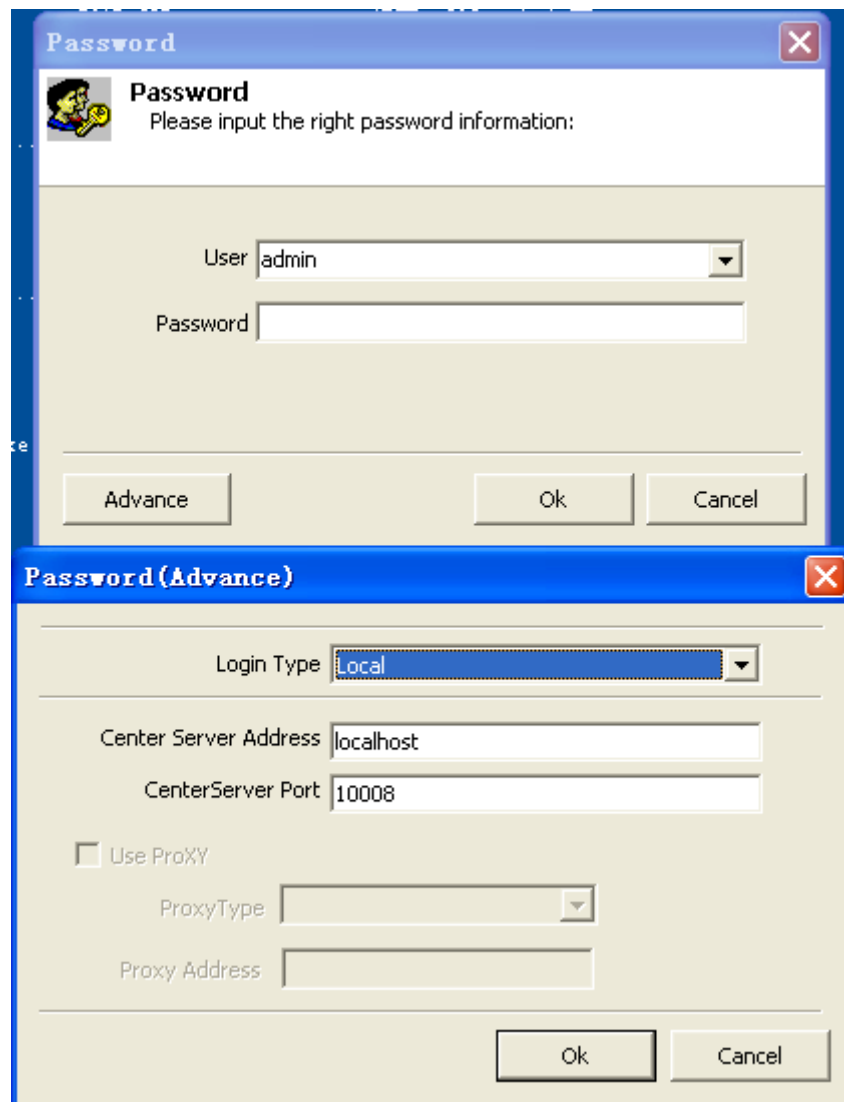 Password
Password
Please input the right password information:
User admin
Password
Advance Ok Cancel
Password(Advance)
Login Type Local
Center Server Address localhost
CenterServer Port 10008
Use ProXY
ProxyType
Proxy Address
Ok Cancel